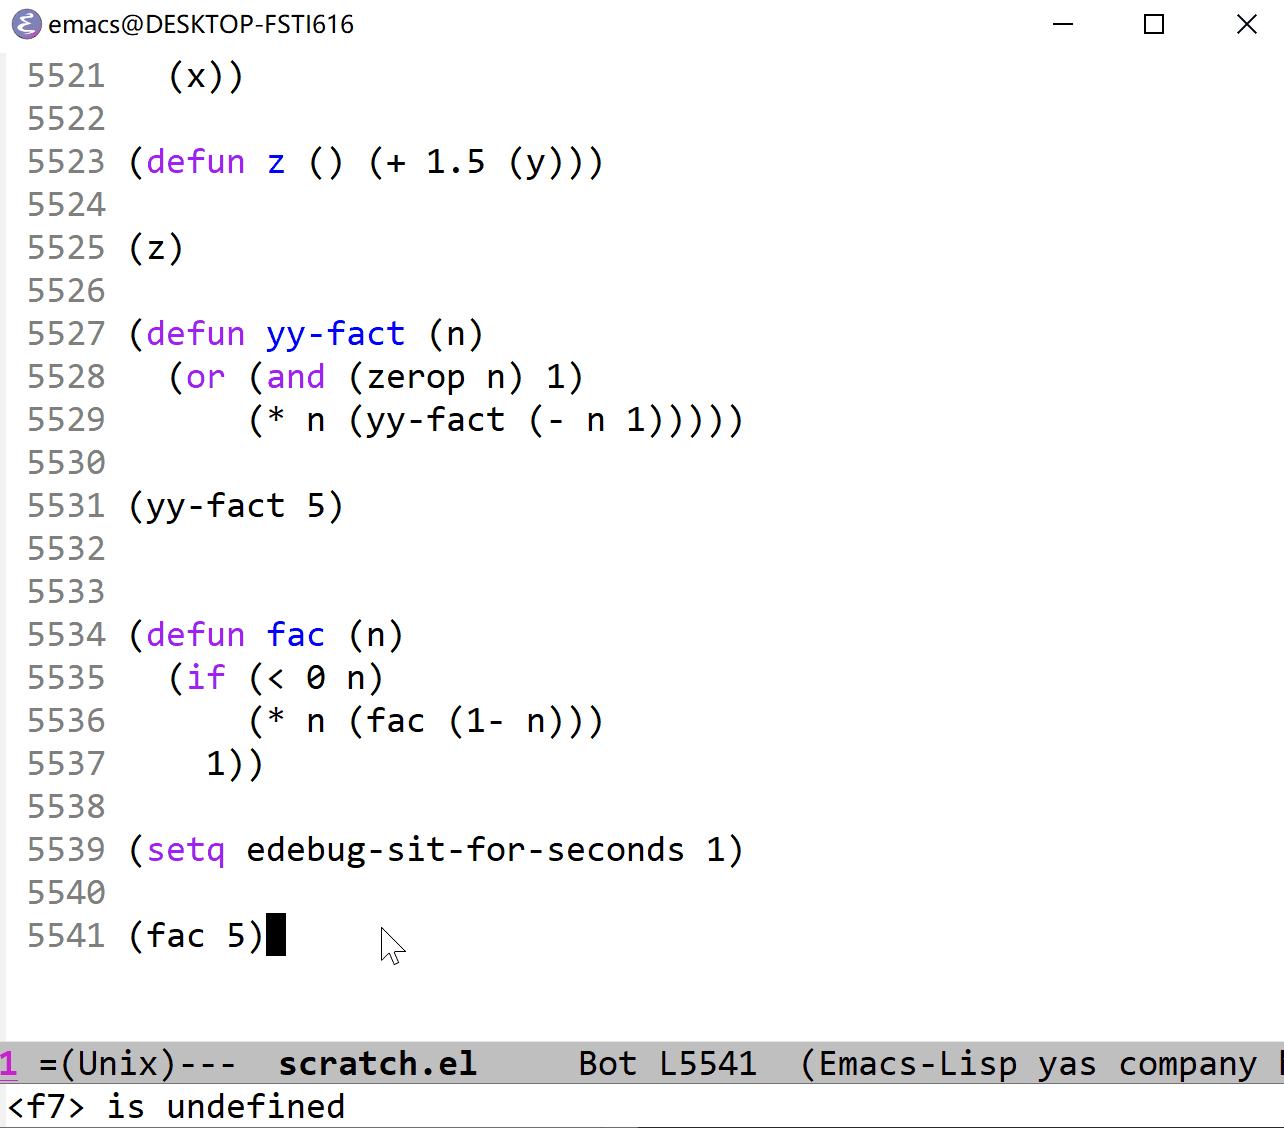 emacs@DESKTOP-FSTI616
5521   (x))
5522
5523 (defun z () (+ 1.5 (y)))
5524
5525 (z)
5526
5527 (defun yy-fact (n)
5528   (or (and (zerop n) 1)
5529       (* n (yy-fact (- n 1)))))
5530
5531 (yy-fact 5)
5532
5533
5534 (defun fac (n)
5535   (if (< 0 n)
5536       (* n (fac (1- n)))
5537     1))
5538
5539 (setq edebug-sit-for-seconds 1)
5540
5541 (fac 5)
1 =(Unix)---  scratch.el     Bot L5541  (Emacs-Lisp yas company
<f7> is undefined